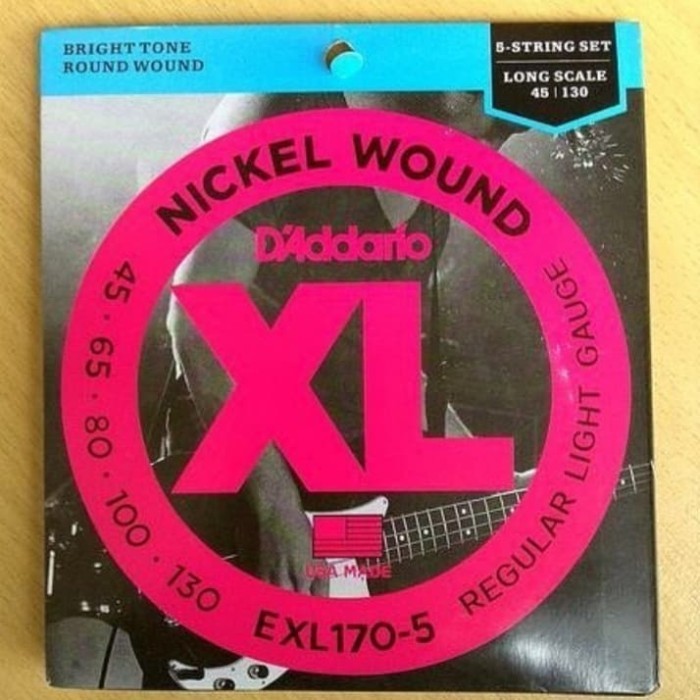 BRIGHT TONE
ROUND WOUND
5-STRING SET
LONG SCALE
45 | 130
NICKEL WOUND
D'Addario
XL
45 · 65 · 80 · 100 · 130
REGULAR LIGHT GAUGE
USA MADE
EXL170-5